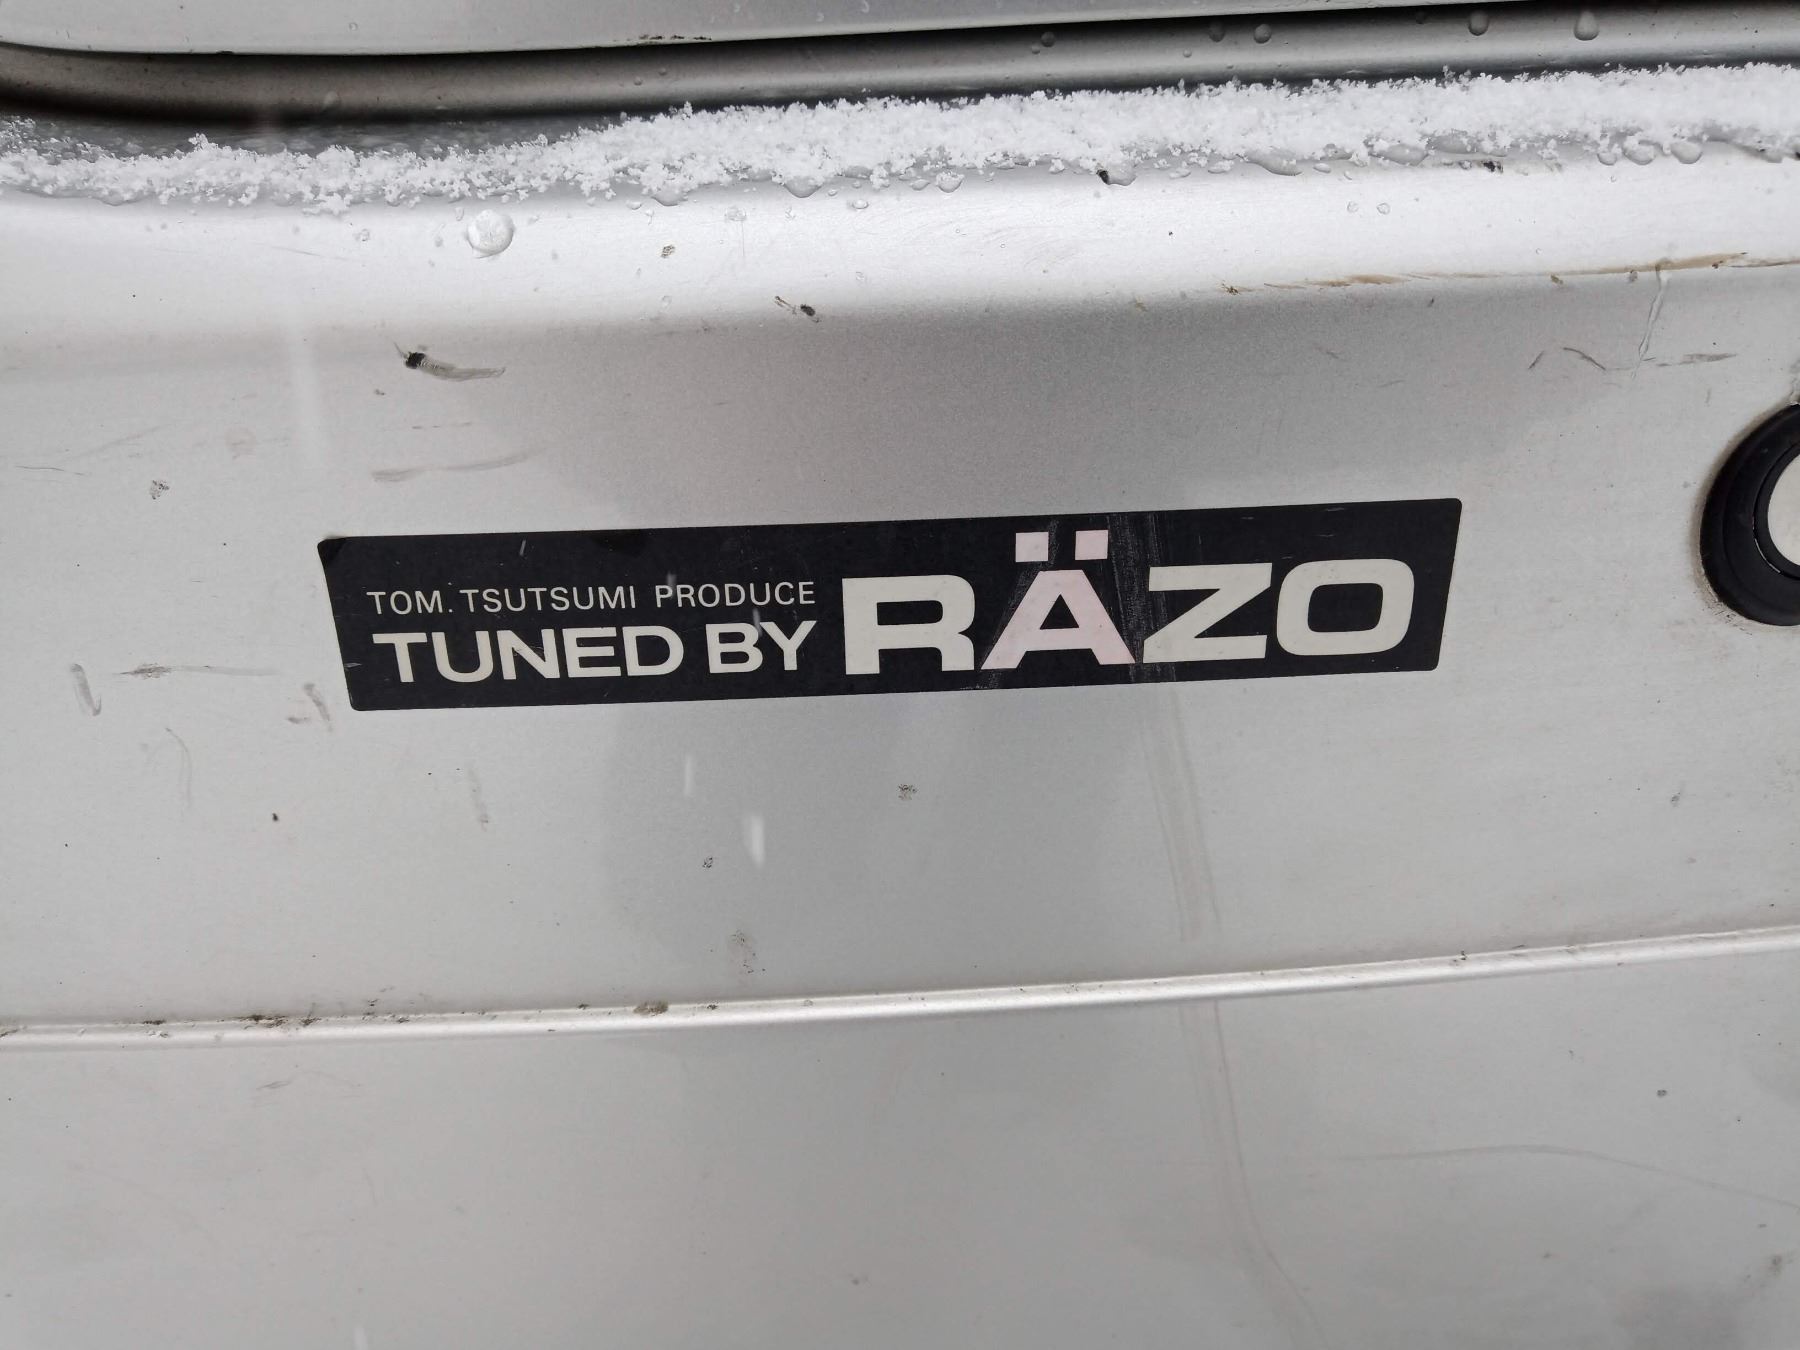 TOM. TSUTSUMI PRODUCE
TUNED BY RÄZO